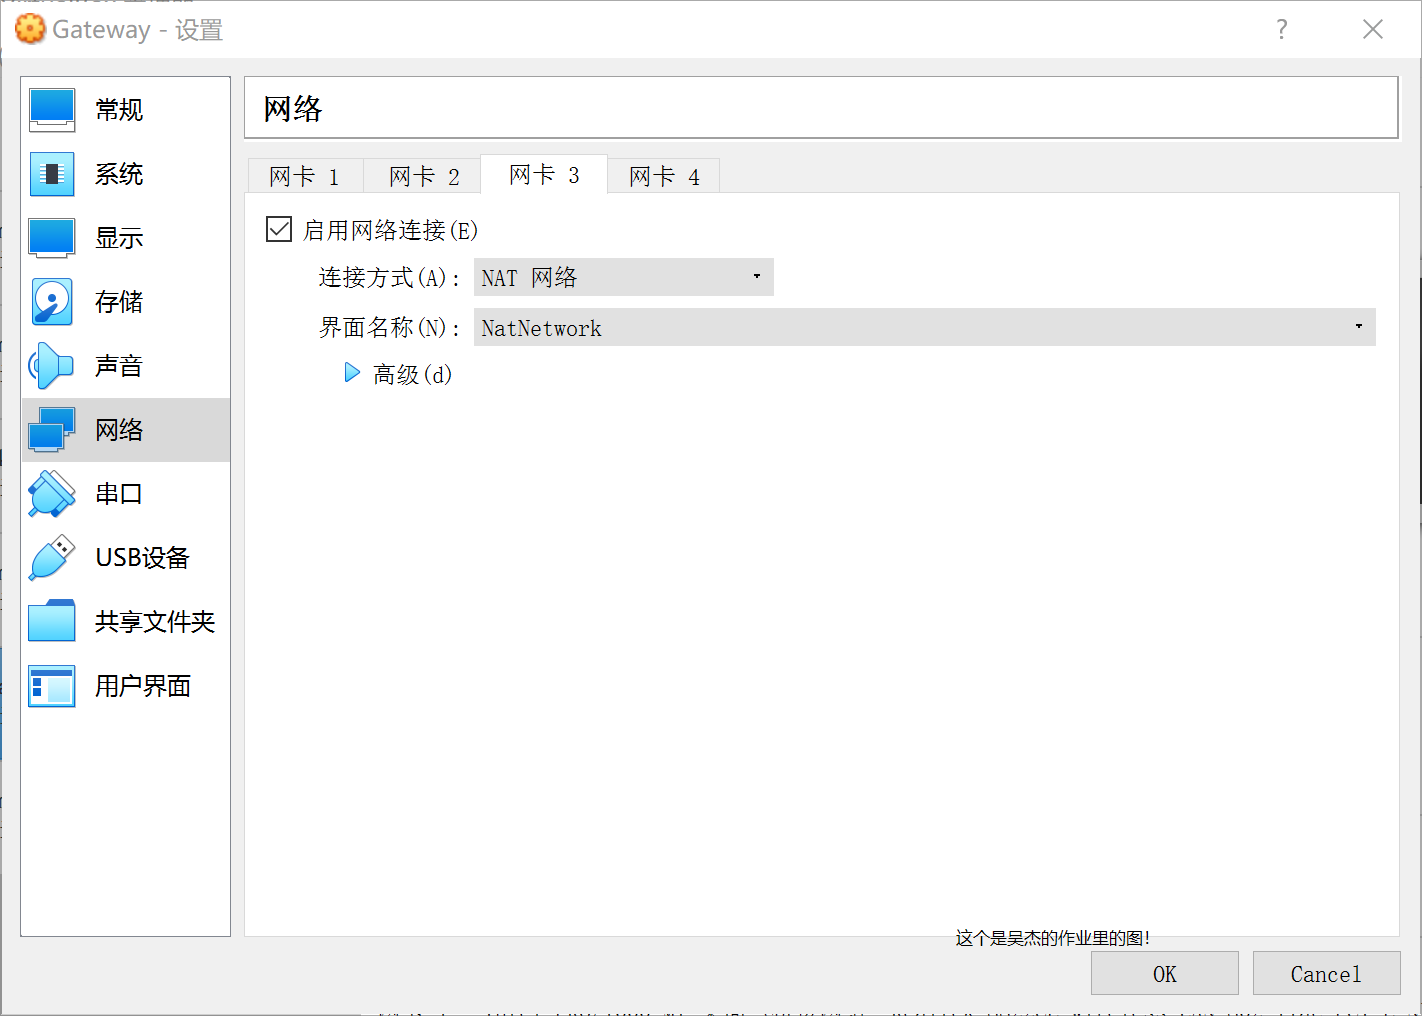 Gateway - 设置
?
常规
系统
显示
存储
声音
网络
串口
USB设备
共享文件夹
用户界面
网络
网卡 1 网卡 2 网卡 3 网卡 4
启用网络连接(E)
连接方式(A): NAT 网络
界面名称(N): NatNetwork
高级(d)
这个是吴杰的作业里的图!
OK Cancel